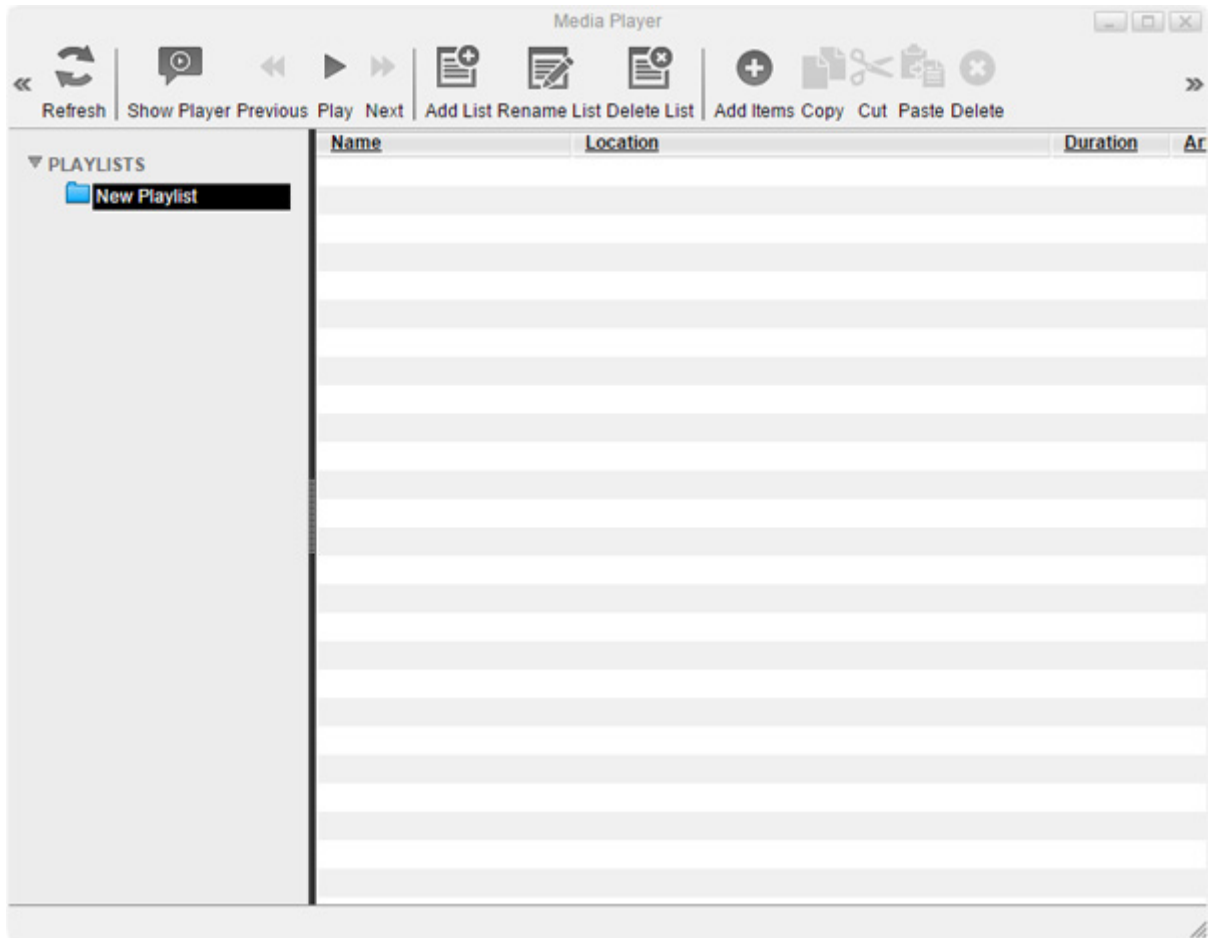 Media Player
Refresh Show Player Previous Play Next Add List Rename List Delete List Add Items Copy Cut Paste Delete
Name Location Duration Ar
PLAYLISTS
New Playlist